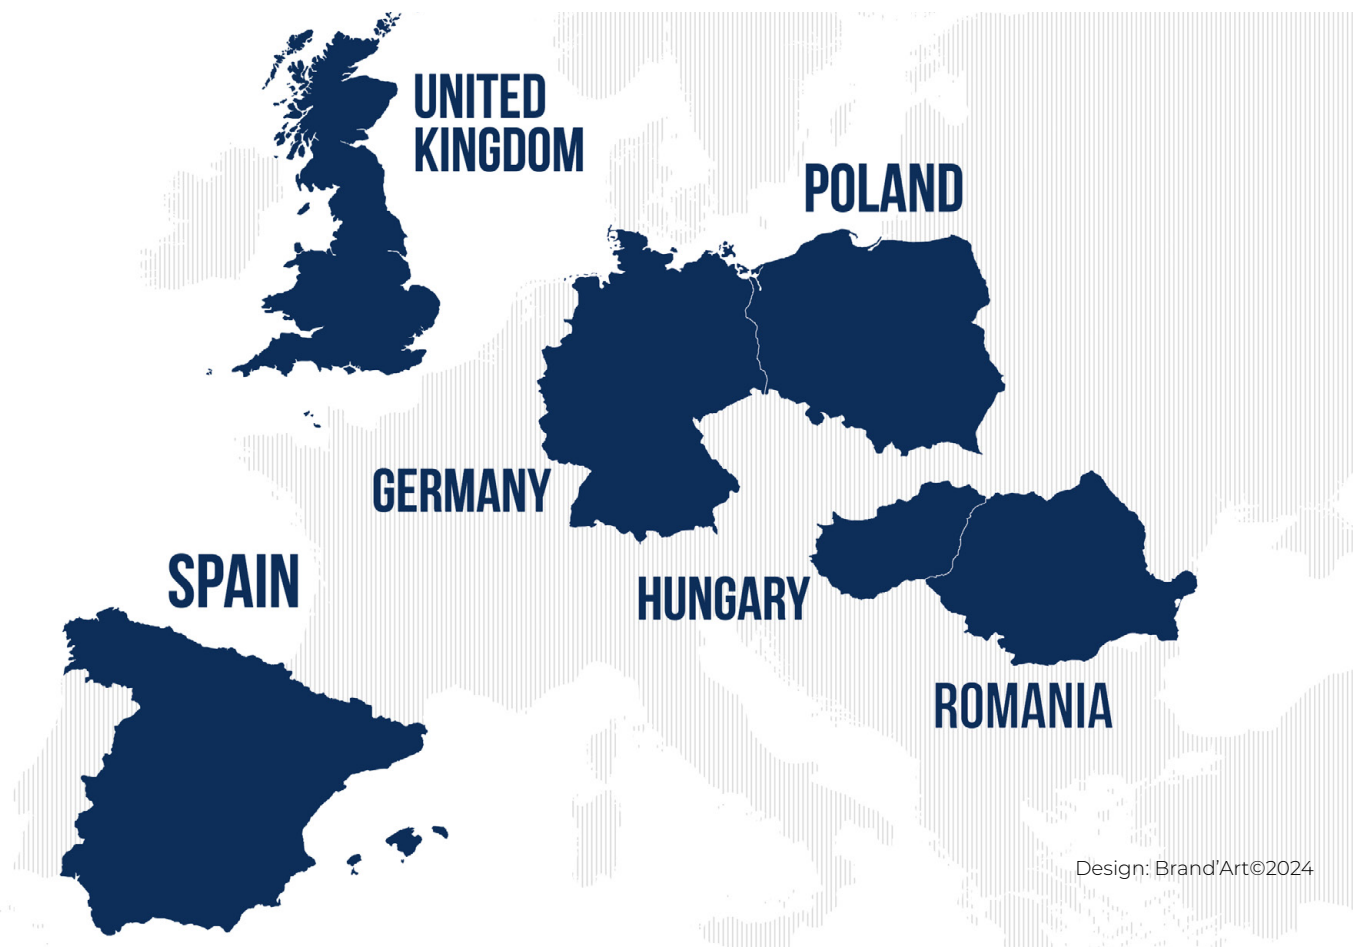 UNITED
KINGDOM
POLAND
GERMANY
SPAIN
HUNGARY
ROMANIA
Design: Brand’Art©2024